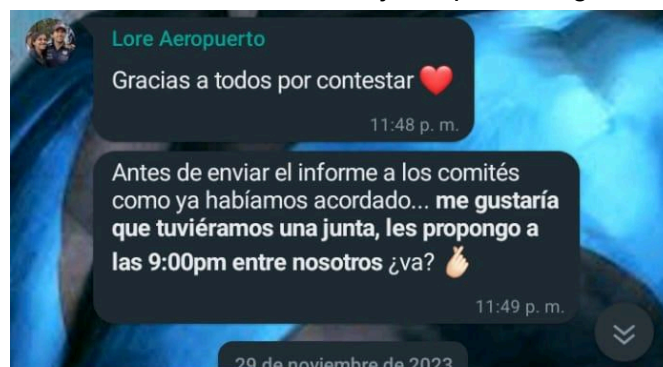 Lore Aeropuerto
Gracias a todos por contestar ❤️
11:48 p. m.
Antes de enviar el informe a los comités
como ya habíamos acordado... me gustaría
que tuviéramos una junta, les propongo a
las 9:00pm entre nosotros ¿va? 🫰🏻
11:49 p. m.
29 de noviembre de 2023